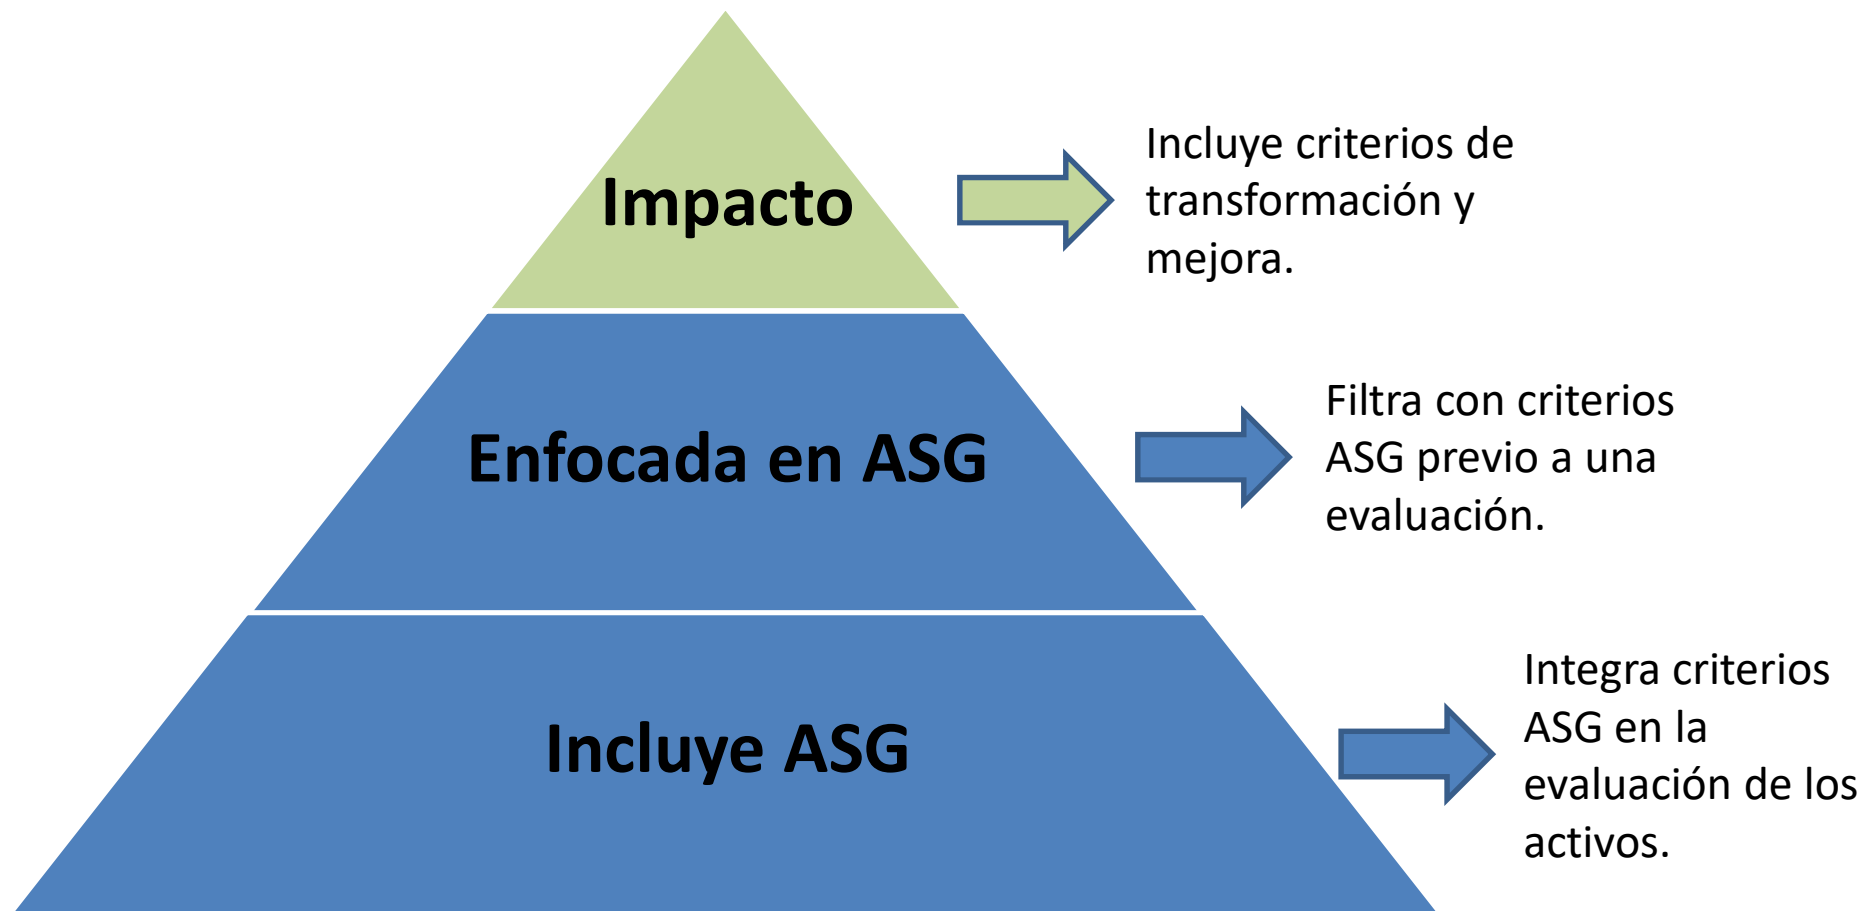 Impacto
Incluye criterios de
transformación y
mejora.
Enfocada en ASG
Filtra con criterios
ASG previo a una
evaluación.
Incluye ASG
Integra criterios
ASG en la
evaluación de los
activos.